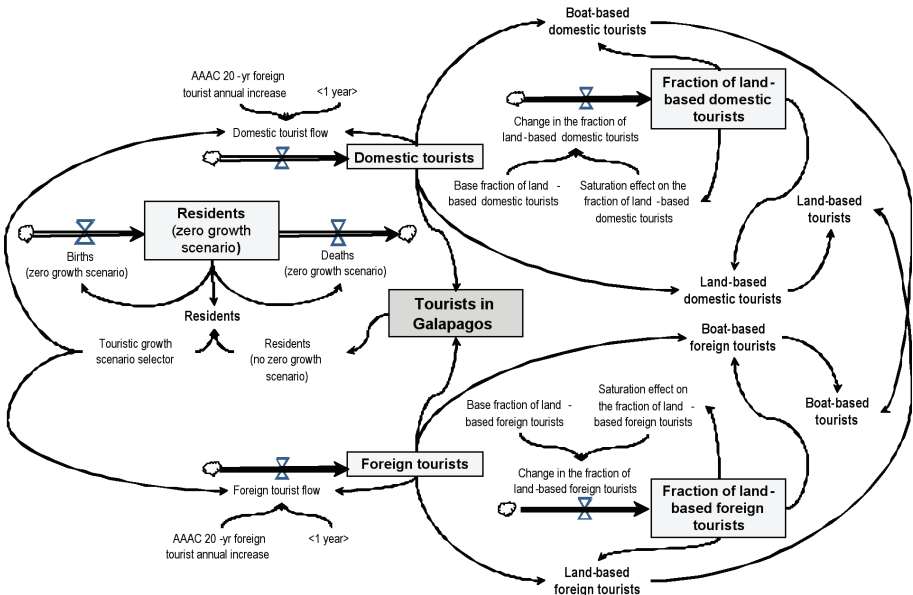 Boat-based
domestic tourists
AAAC 20 -yr foreign
tourist annual increase
<1 year>
Domestic tourist flow
Domestic tourists
Fraction of land -
based domestic
tourists
Change in the fraction of
land-based domestic tourists
Base fraction of land -
based domestic tourists
Saturation effect on the
fraction of land -based
domestic tourists
Land-based
tourists
Residents
(zero growth
scenario)
Births
(zero growth scenario)
Deaths
(zero growth scenario)
Residents
Land-based
domestic tourists
Tourists in
Galapagos
Touristic growth
scenario selector
Residents
(no zero growth
scenario)
Boat-based
foreign tourists
Boat-based
tourists
Base fraction of land -
based foreign tourists
Saturation effect on
the fraction of land -
based foreign tourists
Foreign tourists
Foreign tourist flow
Change in the fraction of
land-based foreign tourists
Fraction of land -
based foreign
tourists
AAAC 20 -yr foreign
tourist annual increase
<1 year>
Land-based
foreign tourists